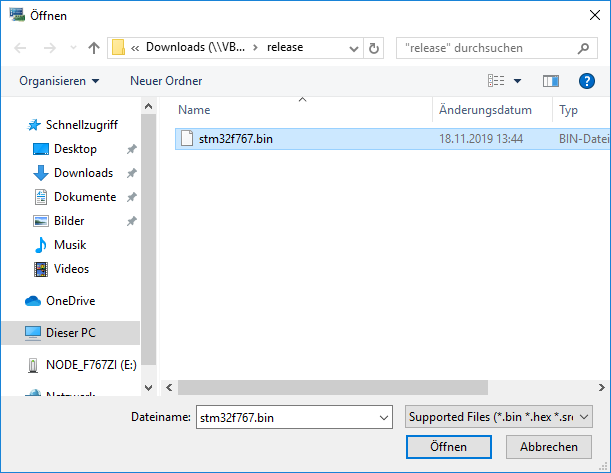 Öffnen
« Downloads (\\VB... > release
"release" durchsuchen
Organisieren
Neuer Ordner
?
Name
Änderungsdatum
Typ
stm32f767.bin
18.11.2019 13:44
BIN-Datei
Schnellzugriff
Desktop
Downloads
Dokumente
Bilder
Musik
Videos
OneDrive
Dieser PC
NODE_F767ZI (E:)
Netzwerk
Dateiname:
stm32f767.bin
Supported Files (*.bin *.hex *.sre
Öffnen
Abbrechen